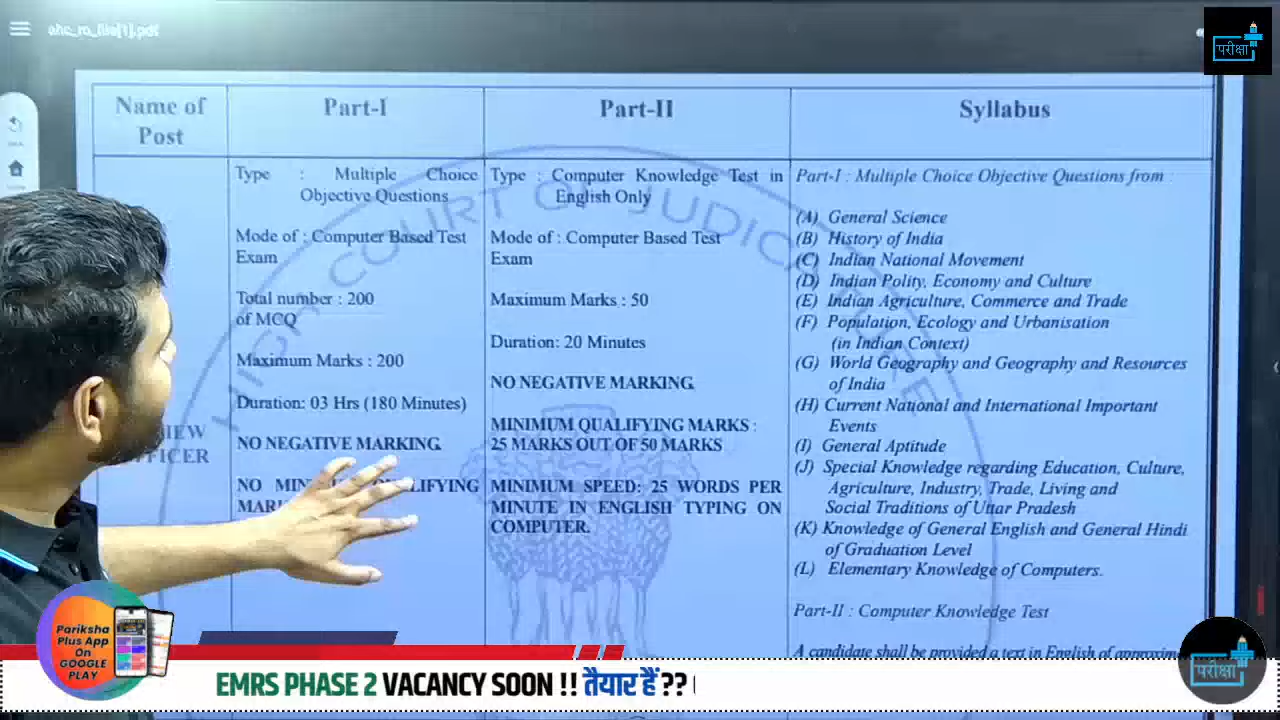 ahc_ro_file[1].pdf
परीक्षा
Name of
Post
Part-I
Part-II
Syllabus
Type : Multiple Choice
Objective Questions
Mode of : Computer Based Test
Exam
Total number : 200
of MCQ
Maximum Marks : 200
Duration: 03 Hrs (180 Minutes)
NO NEGATIVE MARKING.
Type : Computer Knowledge Test in
English Only
Mode of : Computer Based Test
Exam
Maximum Marks : 50
Duration: 20 Minutes
NO NEGATIVE MARKING.
MINIMUM QUALIFYING MARKS :
25 MARKS OUT OF 50 MARKS
MINIMUM SPEED: 25 WORDS PER
MINUTE IN ENGLISH TYPING ON
COMPUTER.
Part-I : Multiple Choice Objective Questions from :
(A) General Science
(B) History of India
(C) Indian National Movement
(D) Indian Polity, Economy and Culture
(E) Indian Agriculture, Commerce and Trade
(F) Population, Ecology and Urbanisation
(in Indian Context)
(G) World Geography and Geography and Resources
of India
(H) Current National and International Important
Events
(I) General Aptitude
(J) Special Knowledge regarding Education, Culture,
Agriculture, Industry, Trade, Living and
Social Traditions of Uttar Pradesh
(K) Knowledge of General English and General Hindi
of Graduation Level
(L) Elementary Knowledge of Computers.
Part-II : Computer Knowledge Test
A candidate shall be provided a text in English of
HIGH COURT OF JUDIC
Pariksha
Plus App
On
GOOGLE
PLAY
EMRS PHASE 2 VACANCY SOON !! तैयार हैं ??
परीक्षा